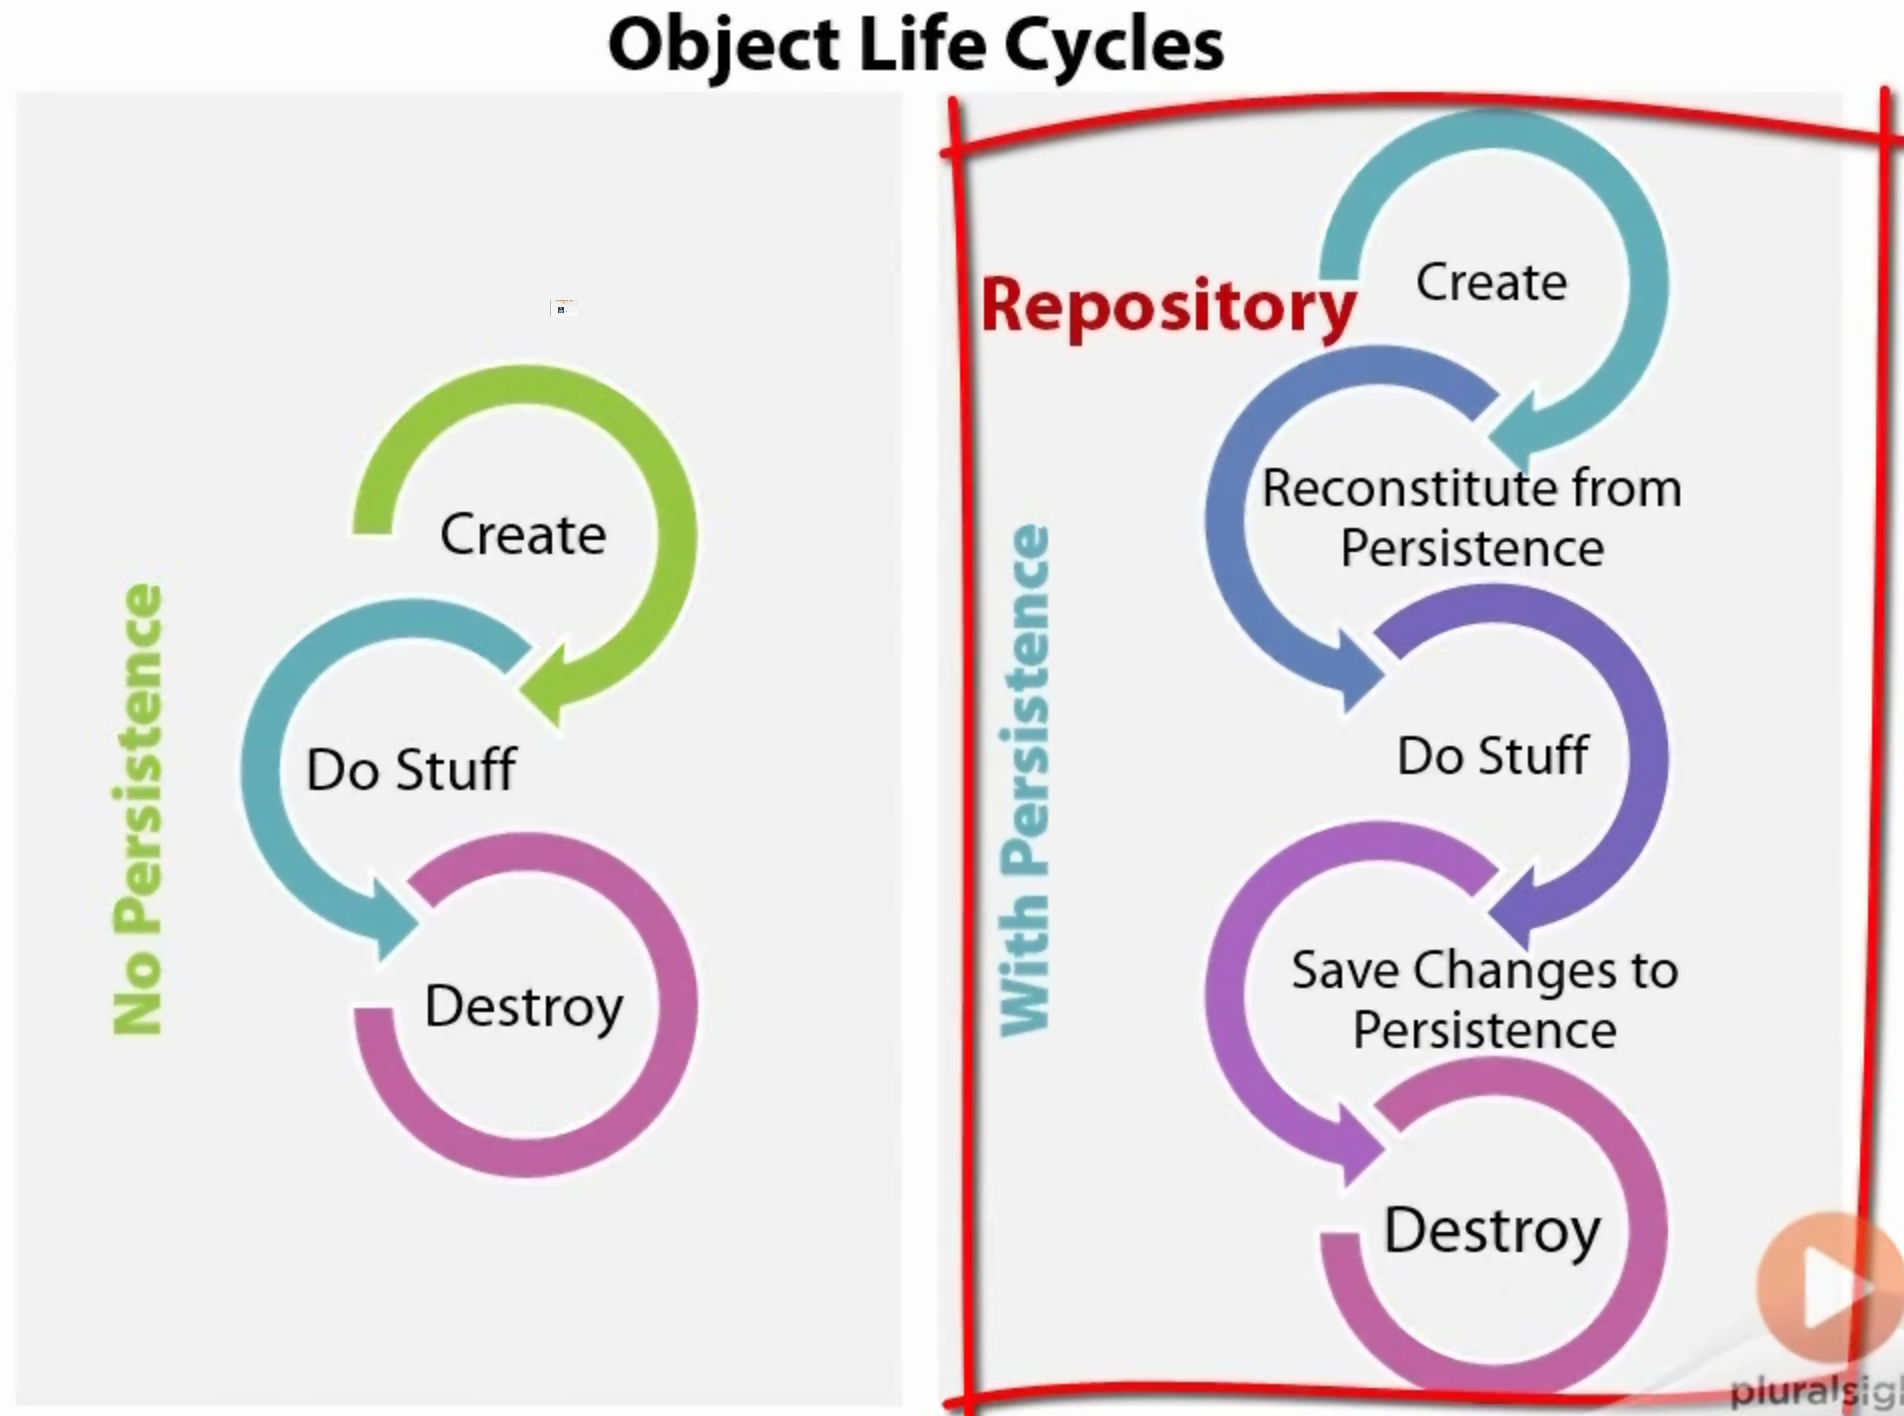 Object Life Cycles
No Persistence
Create
Do Stuff
Destroy
With Persistence
Repository
Create
Reconstitute from
Persistence
Do Stuff
Save Changes to
Persistence
Destroy
pluralsig